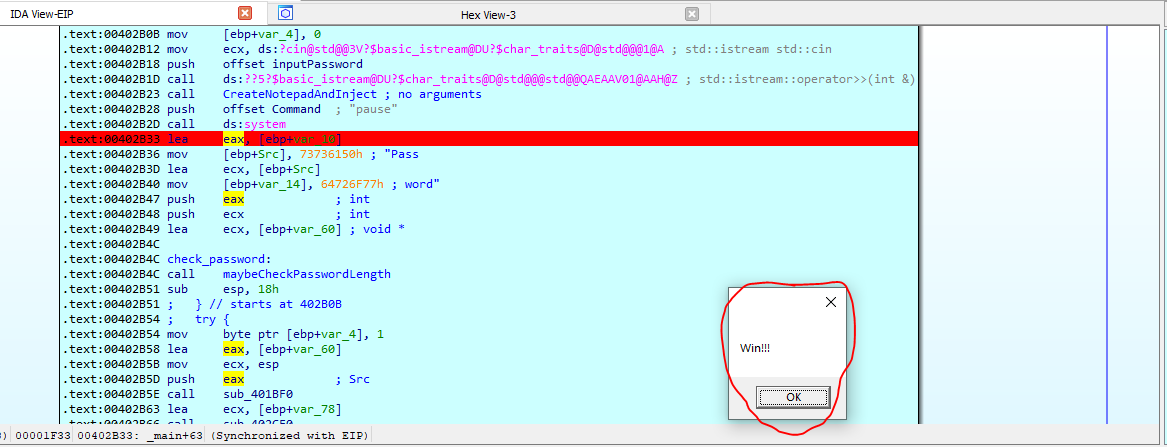 IDA View-EIP
Hex View-3
.text:00402B0B mov [ebp+var_4], 0
.text:00402B12 mov ecx, ds:?cin@std@@3V?$basic_istream@DU?$char_traits@D@std@@@1@A ; std::istream std::cin
.text:00402B18 push offset inputPassword
.text:00402B1D call ds:??5?$basic_istream@DU?$char_traits@D@std@@@std@@QAEAAV01@AAH@Z ; std::istream::operator>>(int &)
.text:00402B23 call CreateNotepadAndInject ; no arguments
.text:00402B28 push offset Command ; "pause"
.text:00402B2D call ds:system
.text:00402B33 lea eax, [ebp+var_10]
.text:00402B36 mov [ebp+Src], 73736150h ; "Pass
.text:00402B3D lea ecx, [ebp+Src]
.text:00402B40 mov [ebp+var_14], 64726F77h ; word"
.text:00402B47 push eax ; int
.text:00402B48 push ecx ; int
.text:00402B49 lea ecx, [ebp+var_60] ; void *
.text:00402B4C
.text:00402B4C check_password:
.text:00402B4C call maybeCheckPasswordLength
.text:00402B51 sub esp, 18h
.text:00402B51 ; } // starts at 402B0B
.text:00402B54 ; try {
.text:00402B54 mov byte ptr [ebp+var_4], 1
.text:00402B58 lea eax, [ebp+var_60]
.text:00402B5B mov ecx, esp
.text:00402B5D push eax ; Src
.text:00402B5E call sub_401BF0
.text:00402B63 lea ecx, [ebp+var_78]
Win!!!
OK
00001F33 00402B33: _main+63 (Synchronized with EIP)